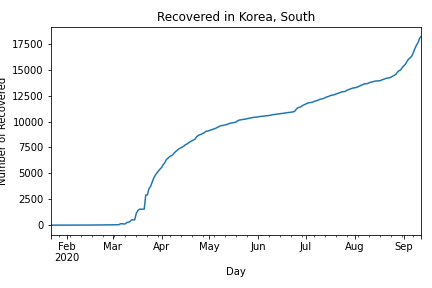 Recovered in Korea, South
Number of Recovered
17500
15000
12500
10000
7500
5000
2500
0
Feb Mar Apr May Jun Jul Aug Sep
2020
Day